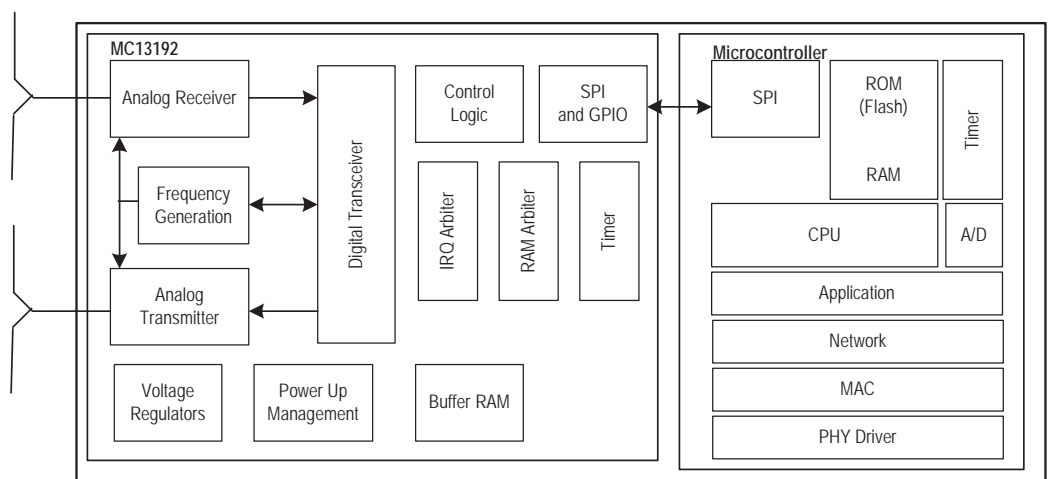 MC13192
Analog Receiver
Frequency
Generation
Analog
Transmitter
Digital Transceiver
Control
Logic
SPI
and GPIO
IRQ Arbiter
RAM Arbiter
Timer
Voltage
Regulators
Power Up
Management
Buffer RAM
Microcontroller
SPI
ROM
(Flash)
RAM
Timer
CPU
A/D
Application
Network
MAC
PHY Driver